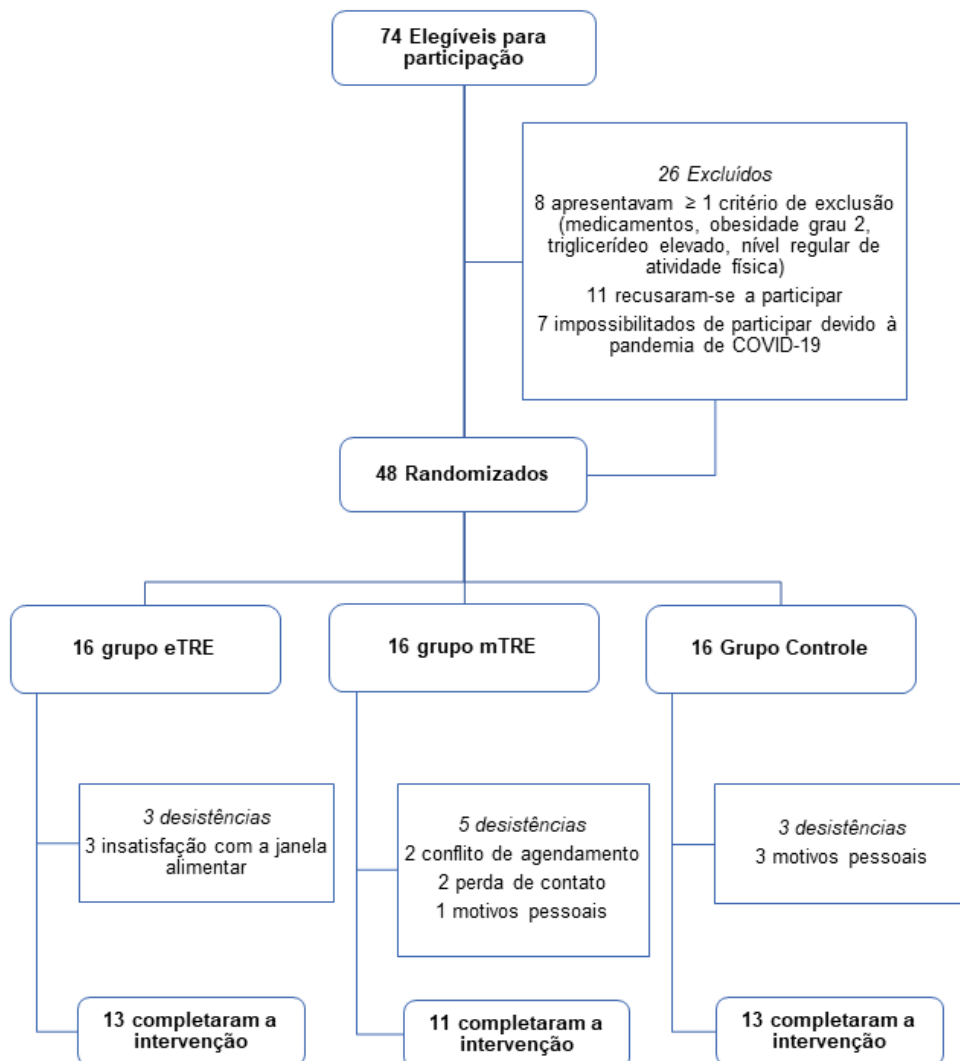 74 Elegíveis para
participação
26 Excluídos
8 apresentavam ≥ 1 critério de exclusão
(medicamentos, obesidade grau 2,
triglicerídeo elevado, nível regular de
atividade física)
11 recusaram-se a participar
7 impossibilitados de participar devido à
pandemia de COVID-19
48 Randomizados
16 grupo eTRE
16 grupo mTRE
16 Grupo Controle
3 desistências
3 insatisfação com a janela
alimentar
5 desistências
2 conflito de agendamento
2 perda de contato
1 motivos pessoais
3 desistências
3 motivos pessoais
13 completaram a
intervenção
11 completaram a
intervenção
13 completaram a
intervenção